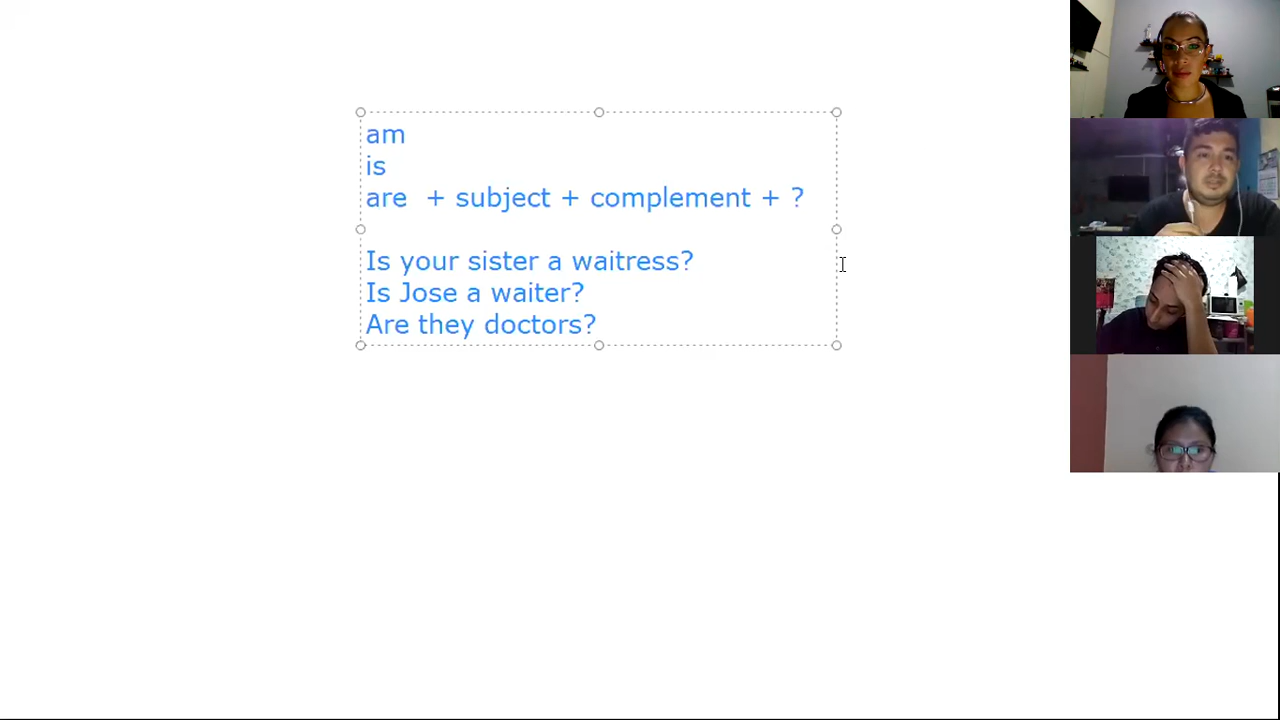 am
is
are + subject + complement + ?
Is your sister a waitress?
Is Jose a waiter?
Are they doctors?